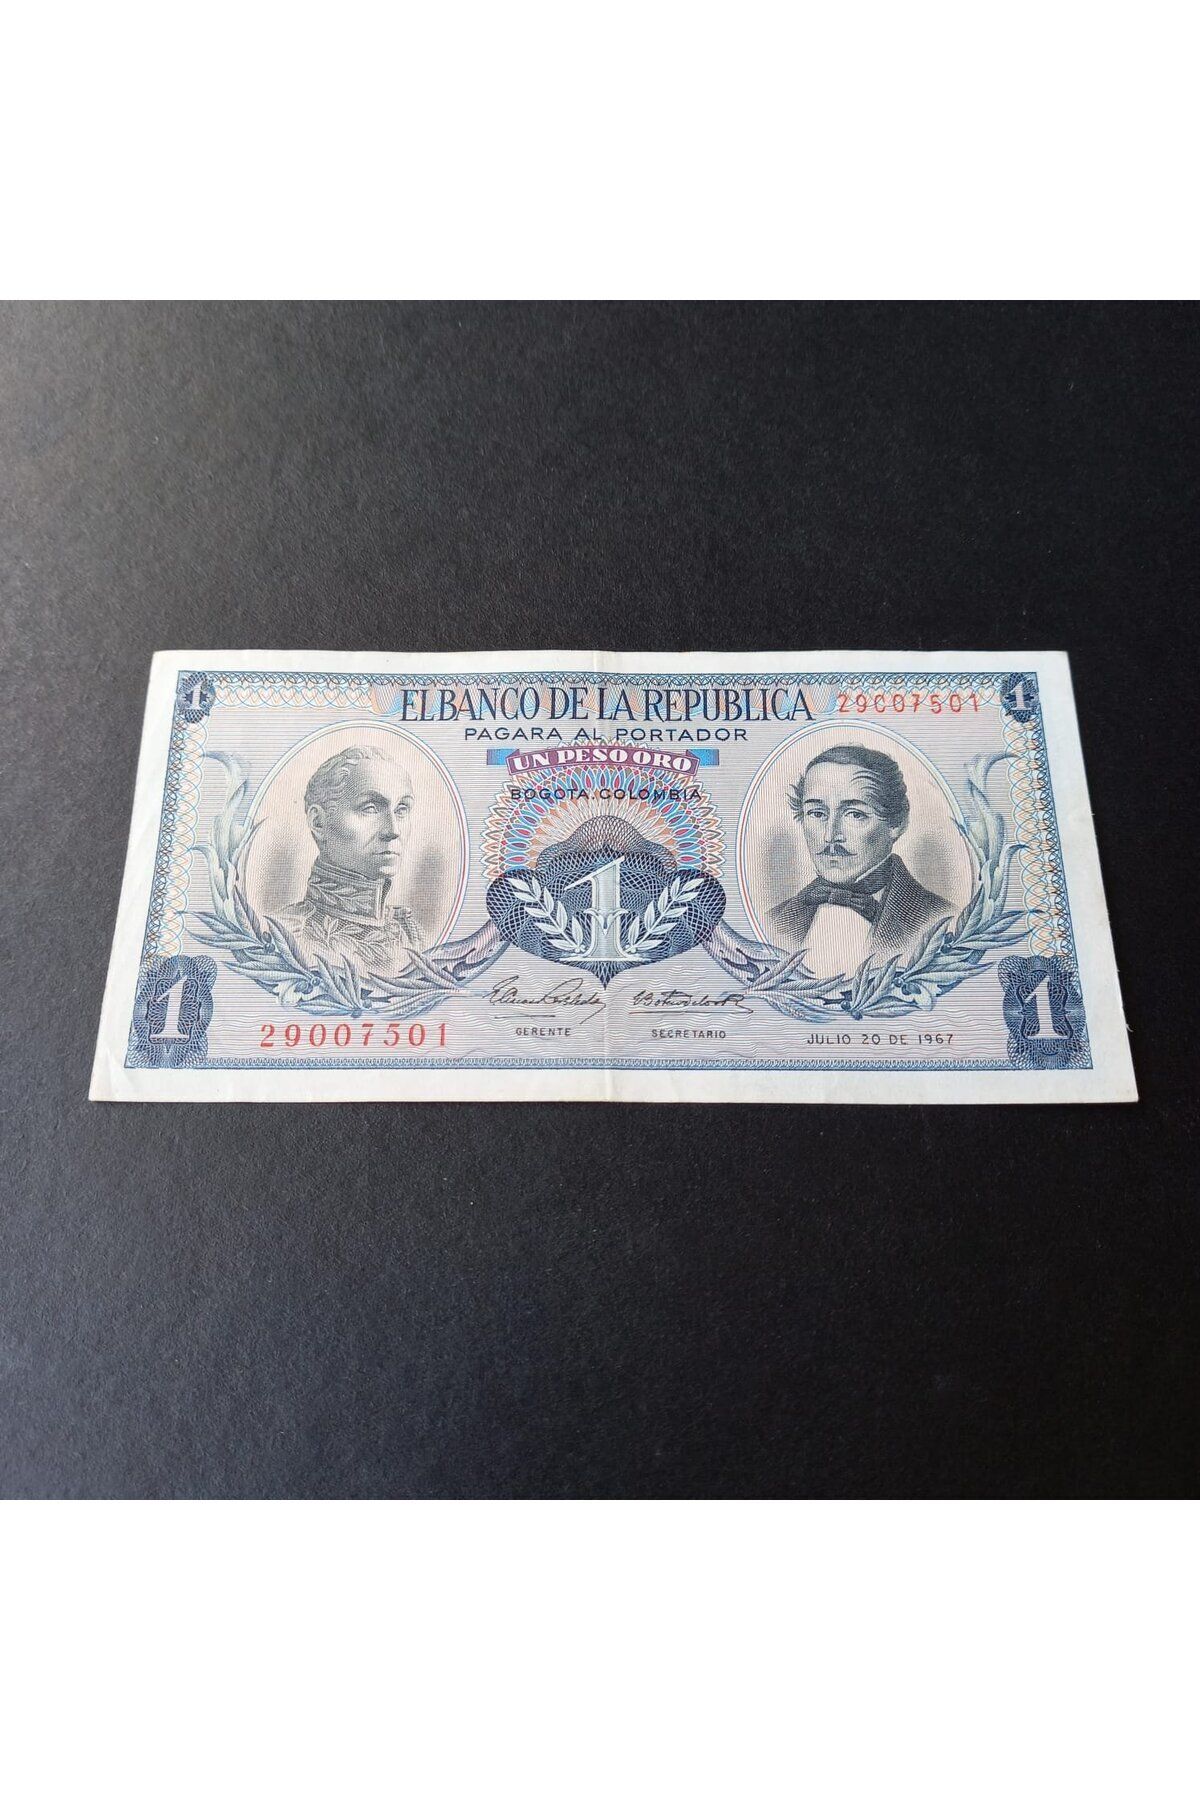 1 EL BANCO DE LA REPUBLICA 29007501 1
PAGARA AL PORTADOR
UN PESO ORO
BOGOTA, COLOMBIA
1
GERENTE SECRETARIO
1 29007501 JULIO 20 DE 1967 1